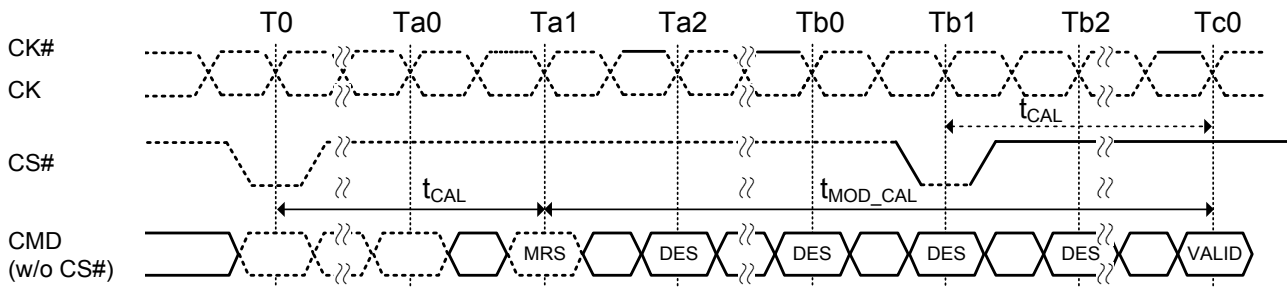 T0 Ta0 Ta1 Ta2 Tb0 Tb1 Tb2 Tc0
CK#
CK
tCAL
CS#
tCAL tMOD_CAL
CMD MRS DES DES DES DES VALID
(w/o CS#)